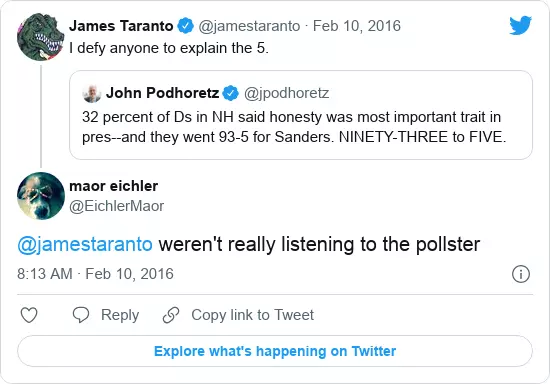 James Taranto @jamestaranto · Feb 10, 2016
I defy anyone to explain the 5.
John Podhoretz @jpodhoretz
32 percent of Ds in NH said honesty was most important trait in
pres--and they went 93-5 for Sanders. NINETY-THREE to FIVE.
maor eichler
@EichlerMaor
@jamestaranto weren't really listening to the pollster
8:13 AM · Feb 10, 2016
Reply Copy link to Tweet
Explore what's happening on Twitter